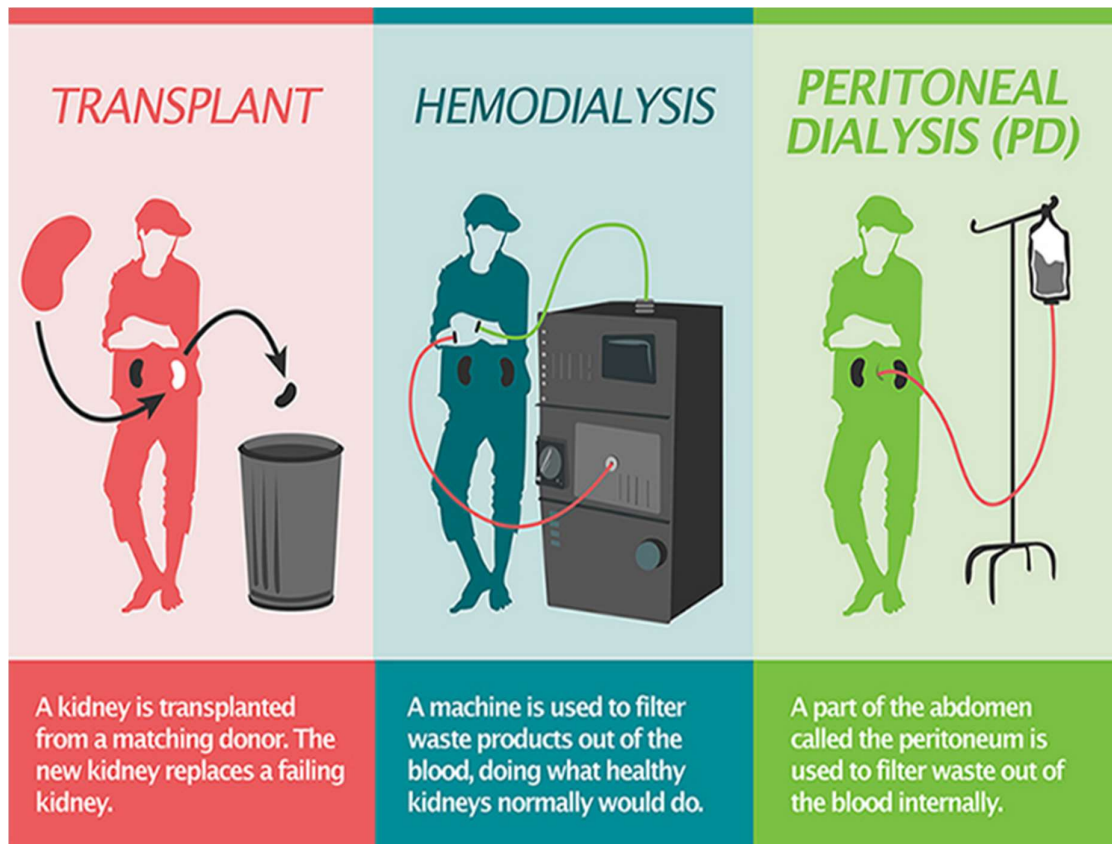 TRANSPLANT
A kidney is transplanted
from a matching donor. The
new kidney replaces a failing
kidney.
HEMODIALYSIS
A machine is used to filter
waste products out of the
blood, doing what healthy
kidneys normally would do.
PERITONEAL
DIALYSIS (PD)
A part of the abdomen
called the peritoneum is
used to filter waste out of
the blood internally.